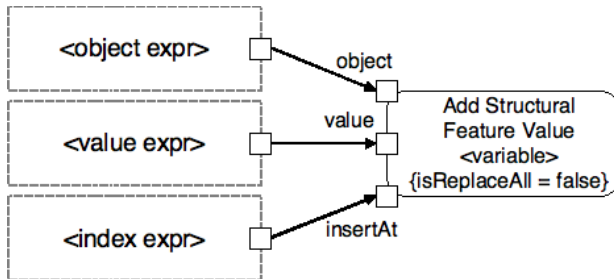 <object expr>
object
<value expr>
value
Add Structural
Feature Value
<variable>
{isReplaceAll = false}
<index expr>
insertAt